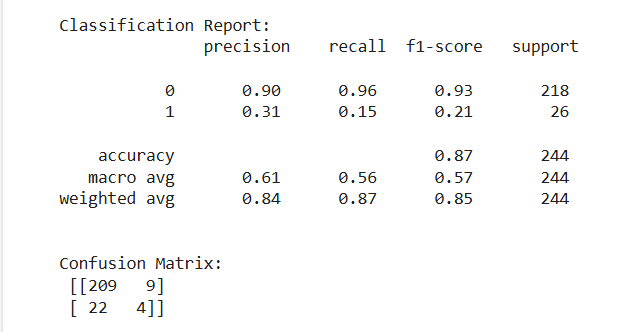 Classification Report:
precision recall f1-score support
0 0.90 0.96 0.93 218
1 0.31 0.15 0.21 26
accuracy 0.87 244
macro avg 0.61 0.56 0.57 244
weighted avg 0.84 0.87 0.85 244
Confusion Matrix:
[[209 9]
[ 22 4]]